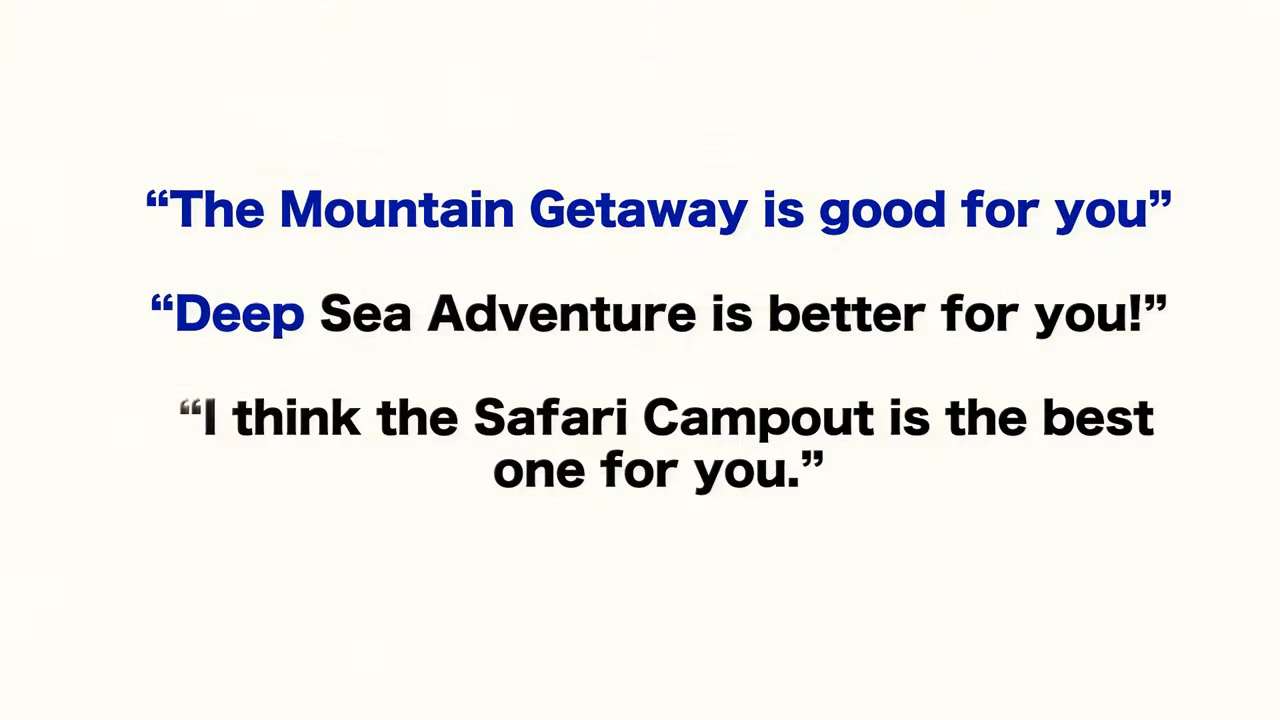 “The Mountain Getaway is good for you”
“Deep Sea Adventure is better for you!”
“I think the Safari Campout is the best
one for you.”